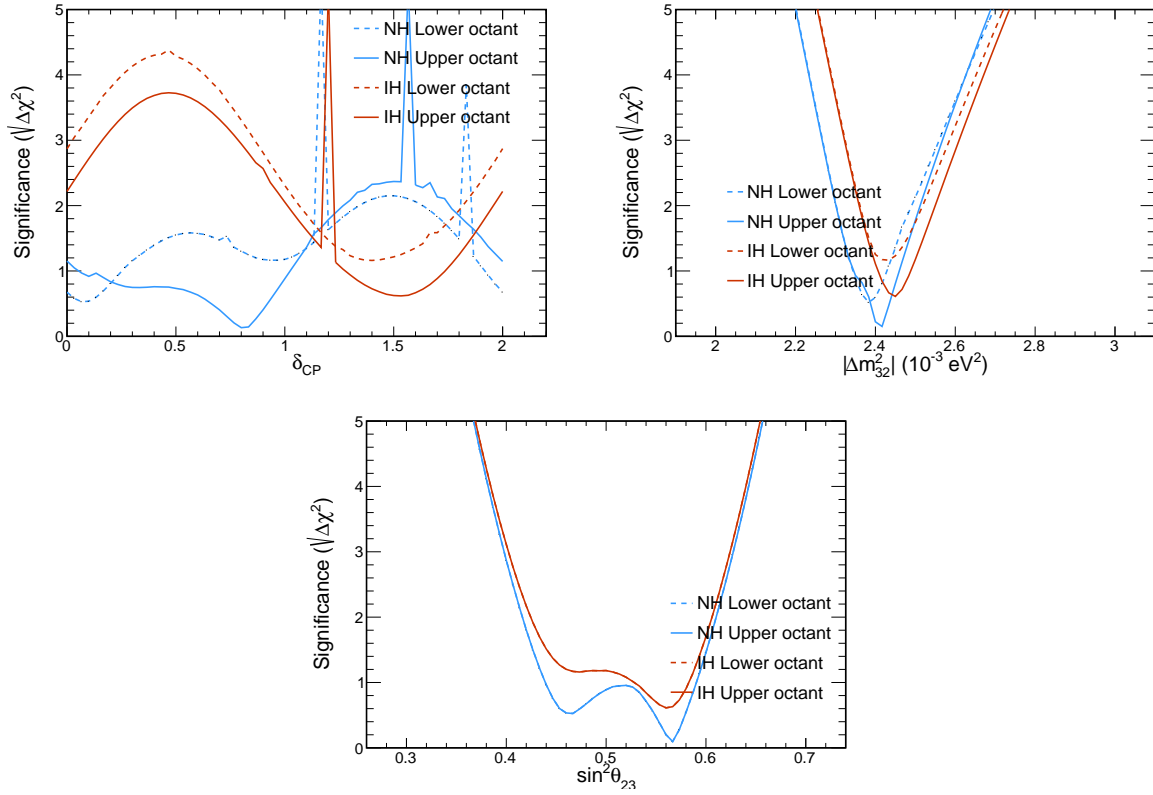 Significance (√Δχ²)
5
4
3
2
1
0
0 0.5 1 1.5 2
δCP
NH Lower octant
NH Upper octant
IH Lower octant
IH Upper octant
Significance (√Δχ²)
5
4
3
2
1
0
2 2.2 2.4 2.6 2.8 3
|Δm²32| (10⁻³ eV²)
NH Lower octant
NH Upper octant
IH Lower octant
IH Upper octant
Significance (√Δχ²)
5
4
3
2
1
0
0.3 0.4 0.5 0.6 0.7
sin²θ23
NH Lower octant
NH Upper octant
IH Lower octant
IH Upper octant